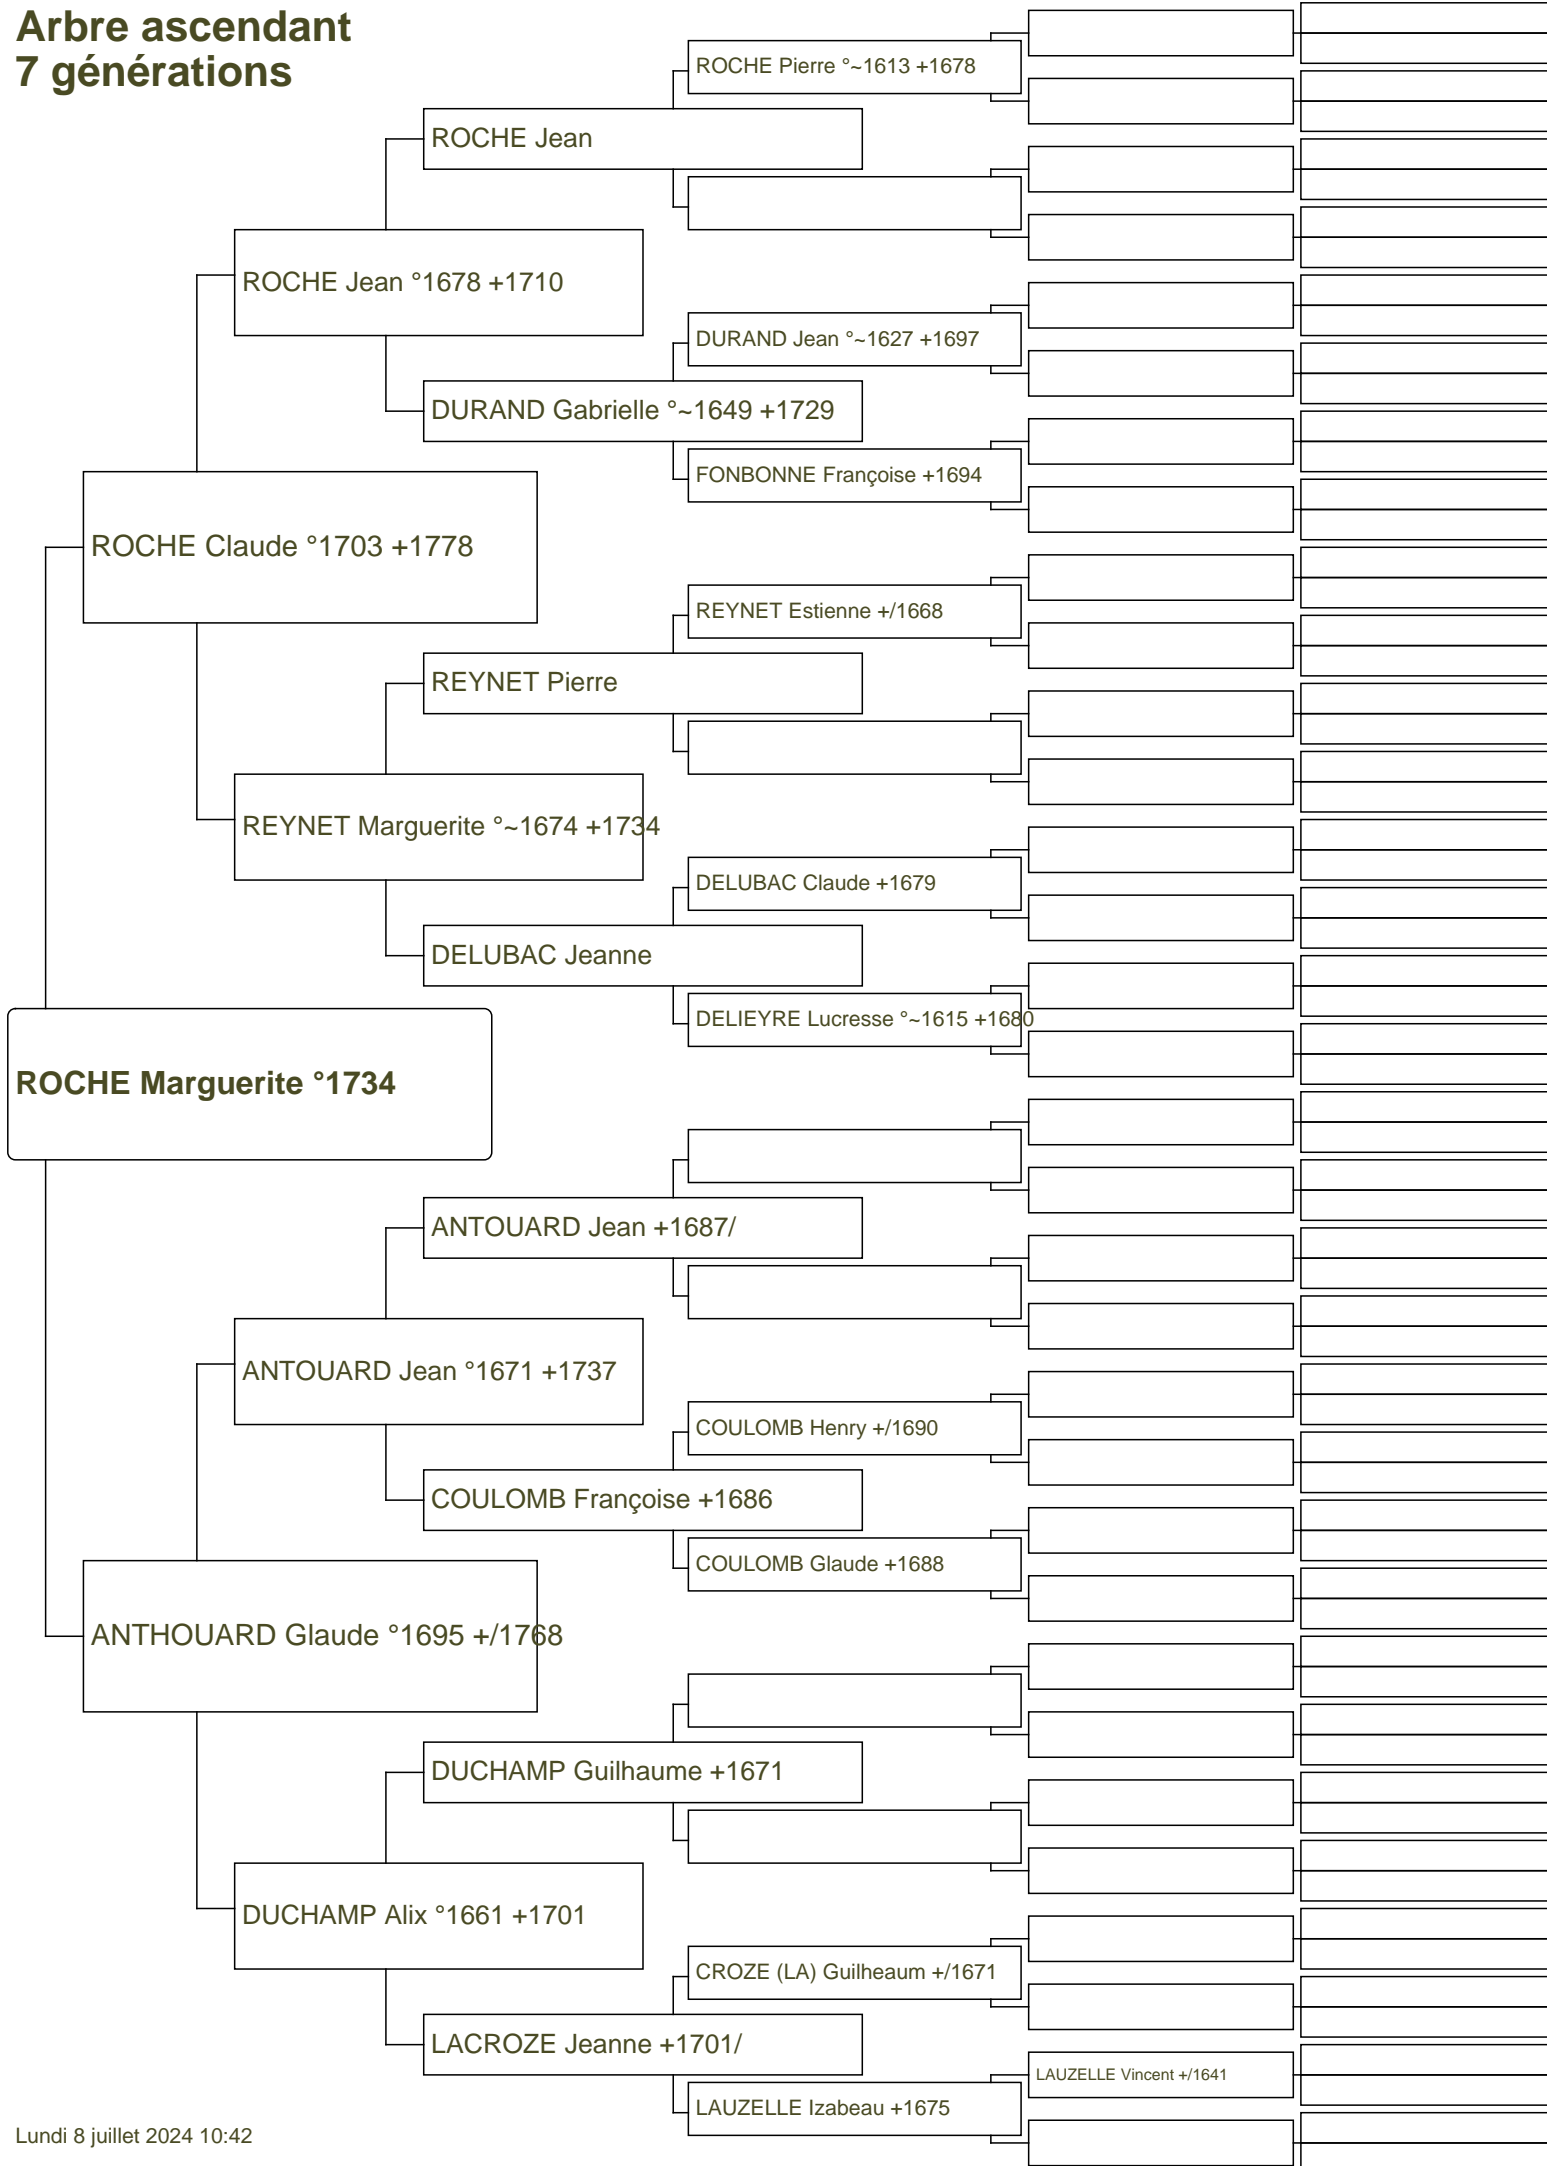 Arbre ascendant
7 générations
ROCHE Pierre °~1613 +1678
ROCHE Jean
ROCHE Jean °1678 +1710
DURAND Jean °~1627 +1697
DURAND Gabrielle °~1649 +1729
FONBONNE Françoise +1694
ROCHE Claude °1703 +1778
REYNET Estienne +/1668
REYNET Pierre
REYNET Marguerite °~1674 +1734
DELUBAC Claude +1679
DELUBAC Jeanne
DELIEYRE Lucresse °~1615 +1680
ROCHE Marguerite °1734
ANTOUARD Jean +1687/
ANTOUARD Jean °1671 +1737
COULOMB Henry +/1690
COULOMB Françoise +1686
COULOMB Glaude +1688
ANTHOUARD Glaude °1695 +/1768
DUCHAMP Guilhaume +1671
DUCHAMP Alix °1661 +1701
CROZE (LA) Guilheaum +/1671
LACROZE Jeanne +1701/
LAUZELLE Vincent +/1641
LAUZELLE Izabeau +1675
Lundi 8 juillet 2024 10:42